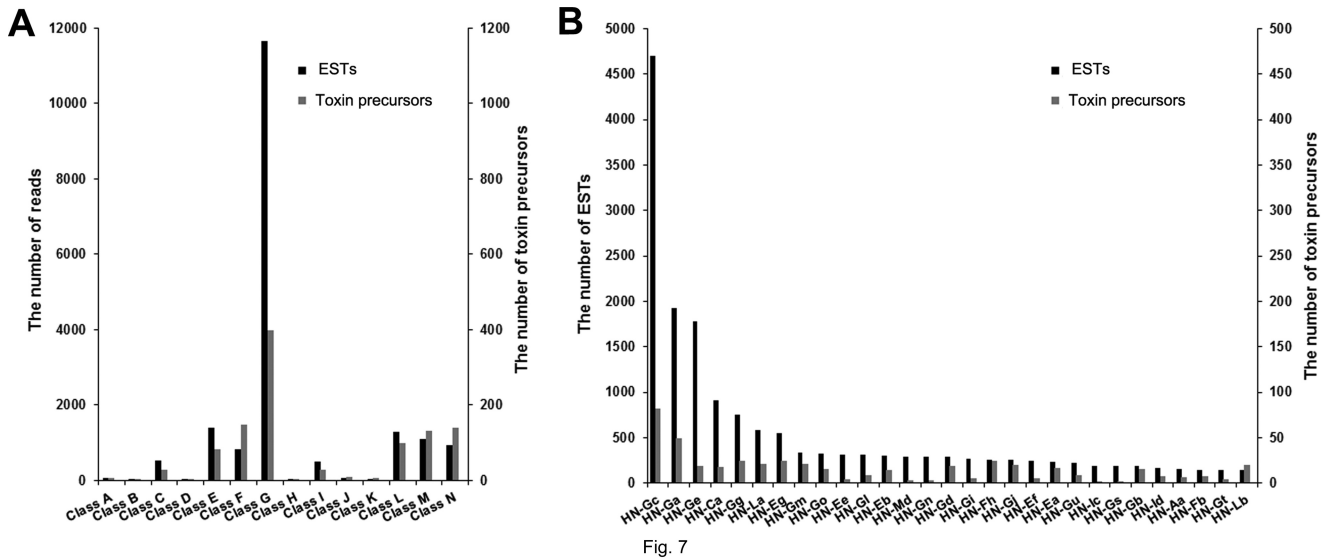 A
12000
10000
8000
6000
4000
2000
0
The number of reads
1200
1000
800
600
400
200
0
The number of toxin precursors
ESTs
Toxin precursors
Class A
Class B
Class C
Class D
Class E
Class F
Class G
Class H
Class I
Class J
Class K
Class L
Class M
Class N
B
5000
4500
4000
3500
3000
2500
2000
1500
1000
500
0
The number of ESTs
500
450
400
350
300
250
200
150
100
50
0
The number of toxin precursors
ESTs
Toxin precursors
HN-Gc
HN-Ga
HN-Ge
HN-Ca
HN-Gg
HN-La
HN-Eg
HN-Gm
HN-Go
HN-Ee
HN-Gl
HN-Eb
HN-Md
HN-Gn
HN-Gd
HN-Gi
HN-Fh
HN-Gj
HN-Ef
HN-Ea
HN-Gu
HN-Ic
HN-Gs
HN-Gb
HN-Id
HN-Aa
HN-Fb
HN-Gt
HN-Lb
Fig. 7